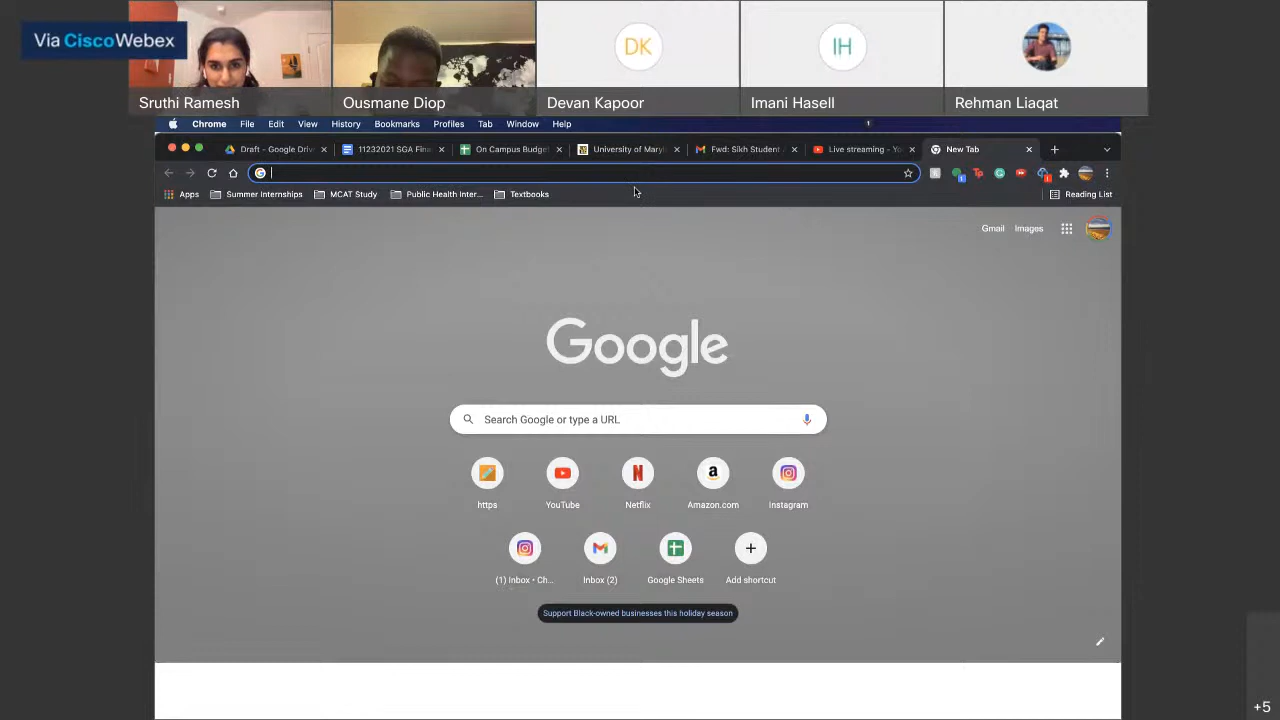 Via CiscoWebex
Sruthi Ramesh
Ousmane Diop
DK
Devan Kapoor
IH
Imani Hasell
Rehman Liaqat
Chrome File Edit View History Bookmarks Profiles Tab Window Help
Draft - Google Driv
11232021 SGA Fina
On Campus Budge
University of Maryl
Fwd: Sikh Student A
Live streaming - Yo
New Tab
Apps Summer Internships MCAT Study Public Health Inter... Textbooks Reading List
Gmail Images
Google
Search Google or type a URL
https YouTube Netflix Amazon.com Instagram
(1) Inbox • Ch... Inbox (2) Google Sheets Add shortcut
Support Black-owned businesses this holiday season
+5